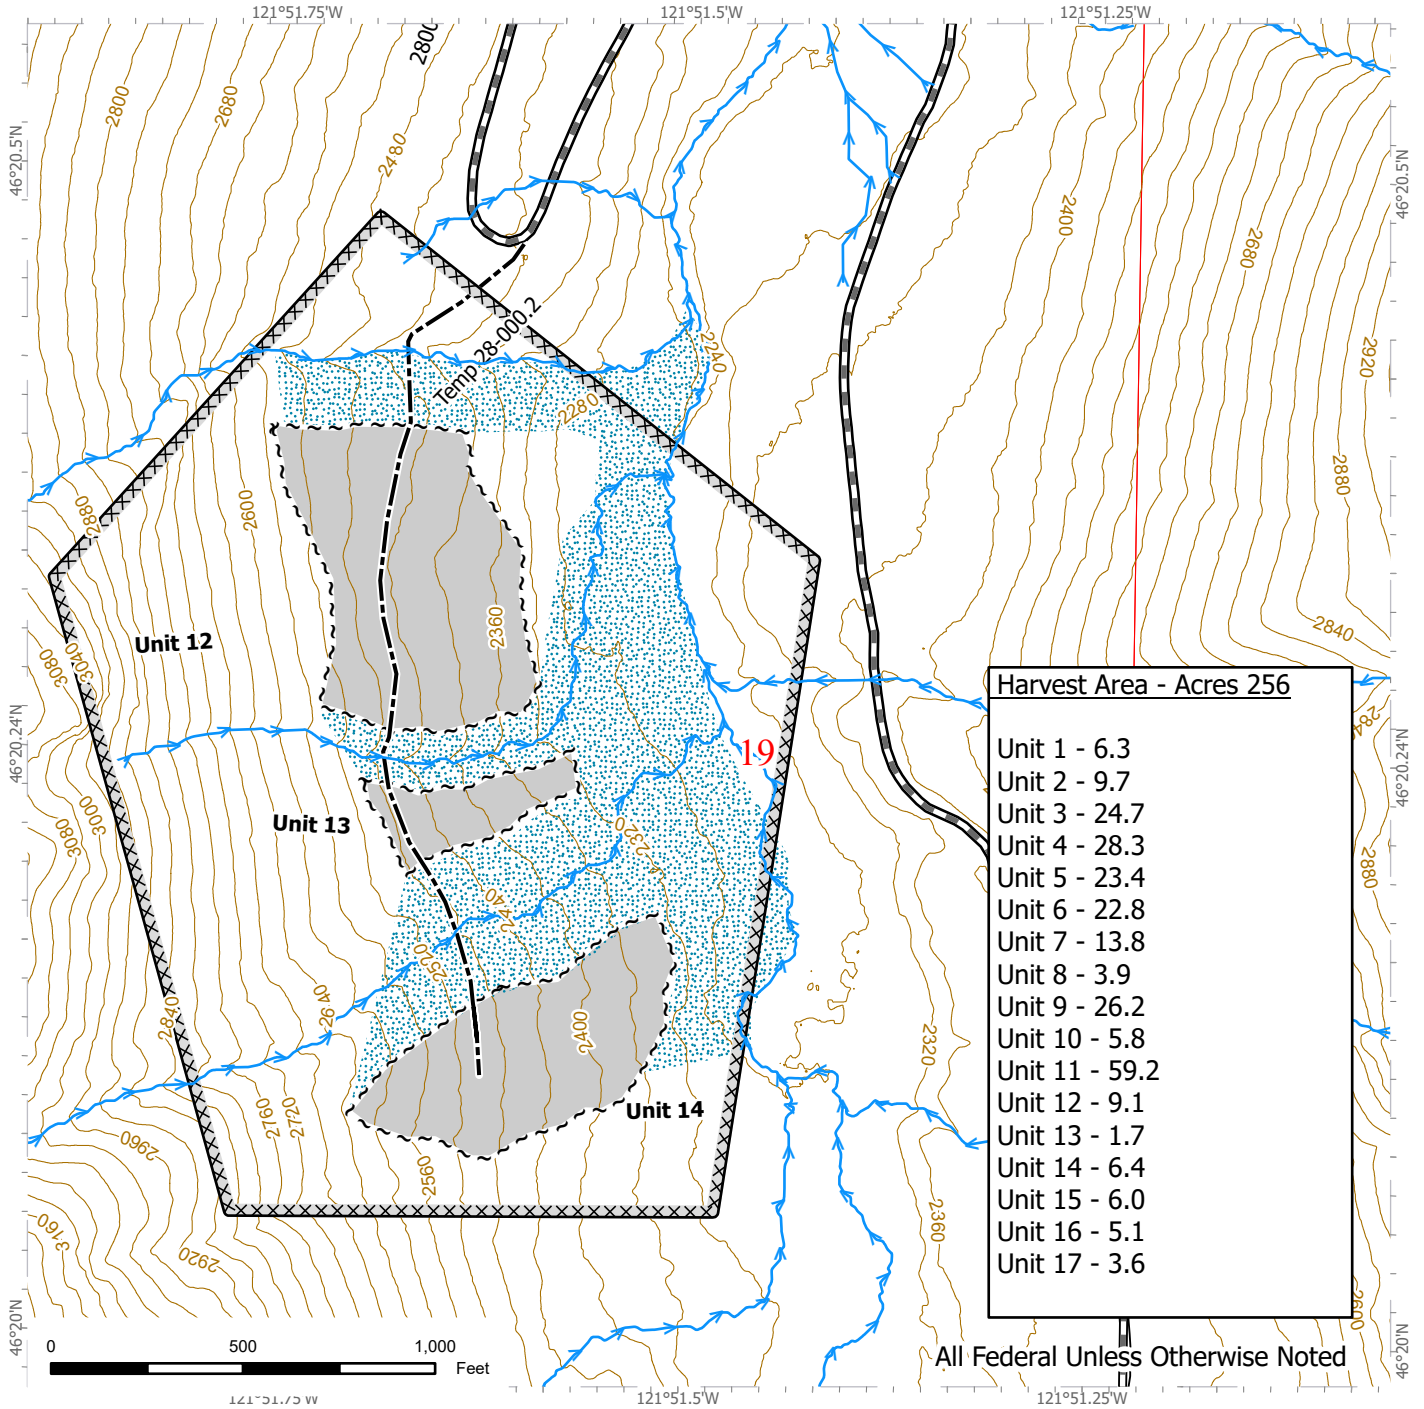 121°51.75'W
121°51.5'W
121°51.25'W
2800
2800
2680
2480
46°20.5'N
46°20.5'N
2400
2680
Temp 28-000.2
2240
2920
2280
2880
2600
2880
2360
2840
Unit 12
3080
3040
Harvest Area - Acres 256
284
46°20.24'N
46°20.24'N
19
Unit 1 - 6.3
Unit 2 - 9.7
Unit 3 - 24.7
Unit 4 - 28.3
Unit 5 - 23.4
Unit 6 - 22.8
Unit 7 - 13.8
Unit 8 - 3.9
Unit 9 - 26.2
Unit 10 - 5.8
Unit 11 - 59.2
Unit 12 - 9.1
Unit 13 - 1.7
Unit 14 - 6.4
Unit 15 - 6.0
Unit 16 - 5.1
Unit 17 - 3.6
3000
3080
Unit 13
2320
2880
2440
2520
2640
2840
2400
2320
2760
2720
Unit 14
2960
2560
2360
3160
2920
2600
46°20'N
46°20'N
0 500 1,000
Feet
All Federal Unless Otherwise Noted
121°51.75'W
121°51.5'W
121°51.25'W